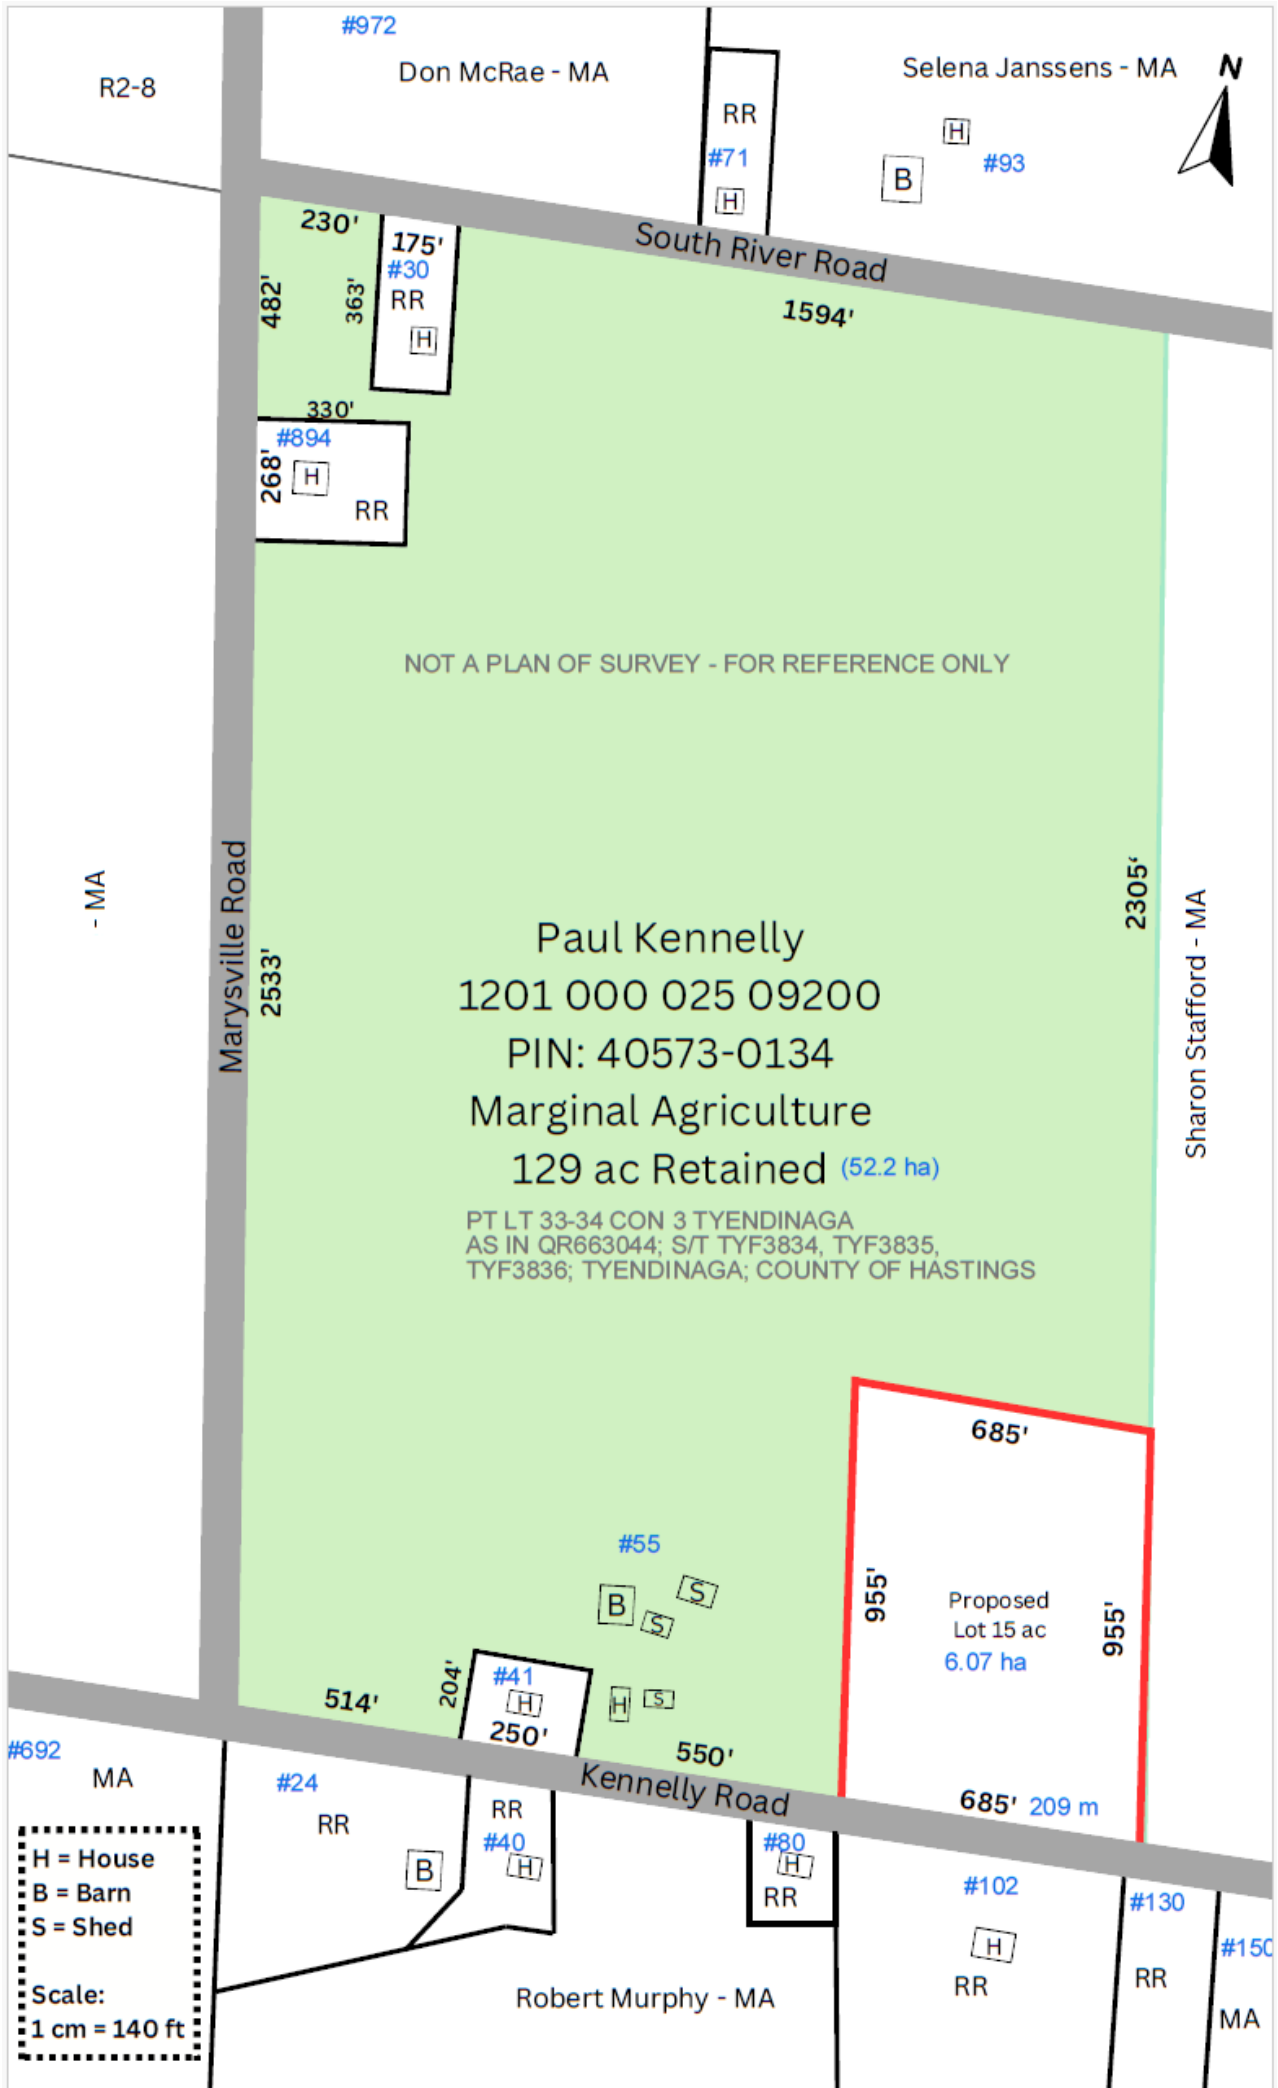 #972
Don McRae - MA
Selena Janssens - MA
N
R2-8
RR
#71
H
H
B
#93
South River Road
230'
175'
#30
RR
363'
H
482'
1594'
330'
#894
268'
H
RR
NOT A PLAN OF SURVEY - FOR REFERENCE ONLY
- MA
Marysville Road
2533'
2305'
Sharon Stafford - MA
Paul Kennelly
1201 000 025 09200
PIN: 40573-0134
Marginal Agriculture
129 ac Retained (52.2 ha)
PT LT 33-34 CON 3 TYENDINAGA
AS IN QR663044; S/T TYF3834, TYF3835,
TYF3836; TYENDINAGA; COUNTY OF HASTINGS
685'
955'
955'
Proposed
Lot 15 ac
6.07 ha
685' 209 m
#55
B
S
S
H
S
204'
#41
H
250'
514'
550'
Kennelly Road
#692
MA
#24
RR
B
RR
#40
H
#80
H
RR
#102
H
RR
#130
RR
#150
MA
Robert Murphy - MA
H = House
B = Barn
S = Shed
Scale:
1 cm = 140 ft